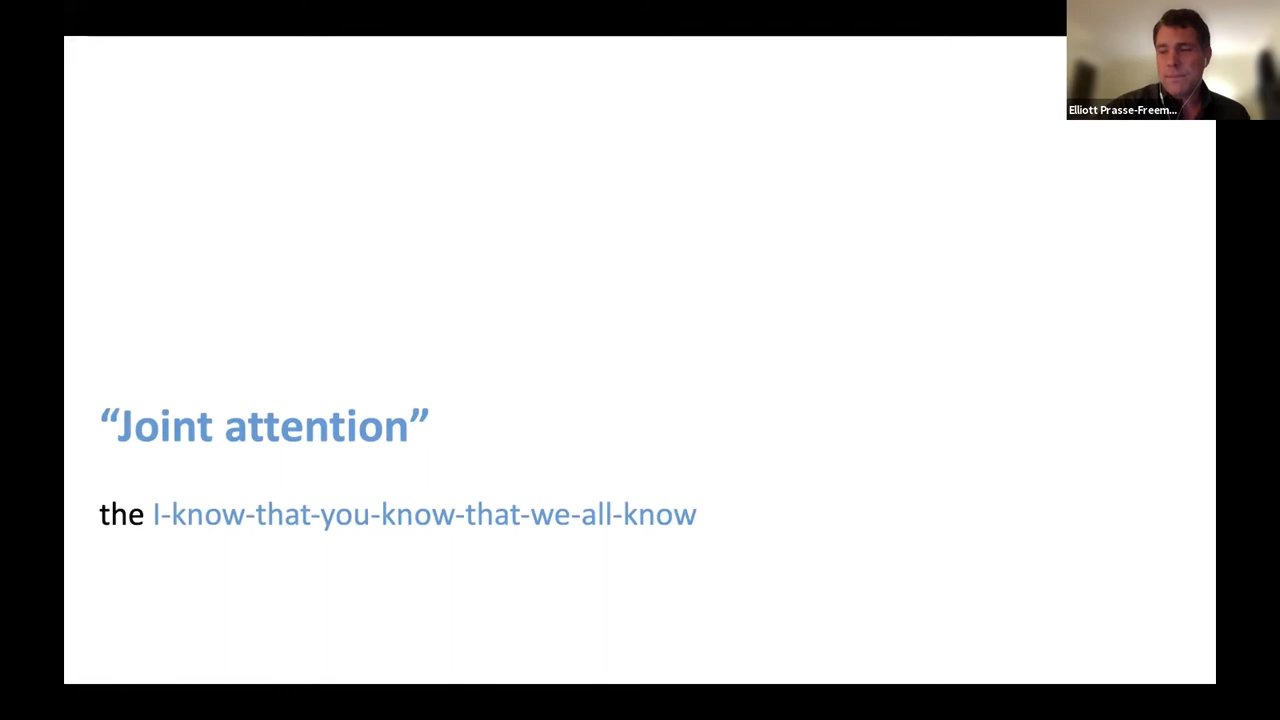 Elliott Prasse-Freem...
“Joint attention”
the I-know-that-you-know-that-we-all-know